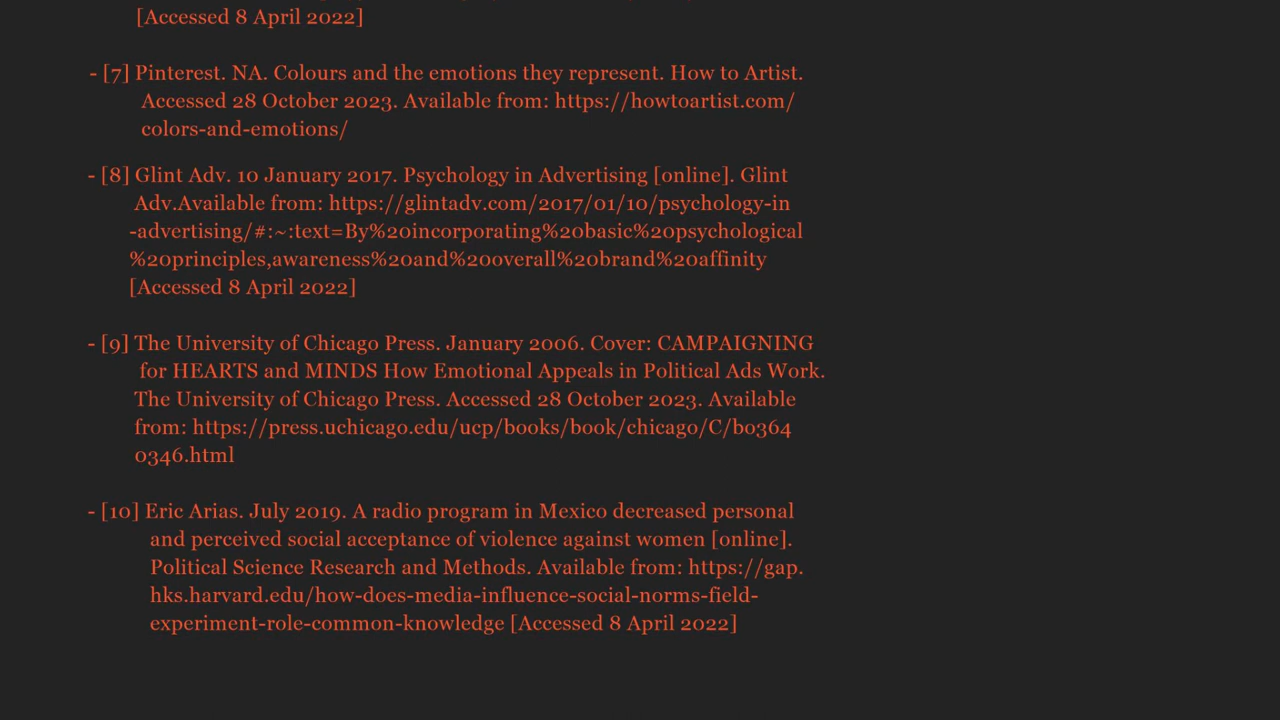 [Accessed 8 April 2022]
- [7] Pinterest. NA. Colours and the emotions they represent. How to Artist.
Accessed 28 October 2023. Available from: https://howtoartist.com/
colors-and-emotions/
- [8] Glint Adv. 10 January 2017. Psychology in Advertising [online]. Glint
Adv.Available from: https://glintadv.com/2017/01/10/psychology-in
-advertising/#:~:text=By%20incorporating%20basic%20psychological
%20principles,awareness%20and%20overall%20brand%20affinity
[Accessed 8 April 2022]
- [9] The University of Chicago Press. January 2006. Cover: CAMPAIGNING
for HEARTS and MINDS How Emotional Appeals in Political Ads Work.
The University of Chicago Press. Accessed 28 October 2023. Available
from: https://press.uchicago.edu/ucp/books/book/chicago/C/bo364
0346.html
- [10] Eric Arias. July 2019. A radio program in Mexico decreased personal
and perceived social acceptance of violence against women [online].
Political Science Research and Methods. Available from: https://gap.
hks.harvard.edu/how-does-media-influence-social-norms-field-
experiment-role-common-knowledge [Accessed 8 April 2022]